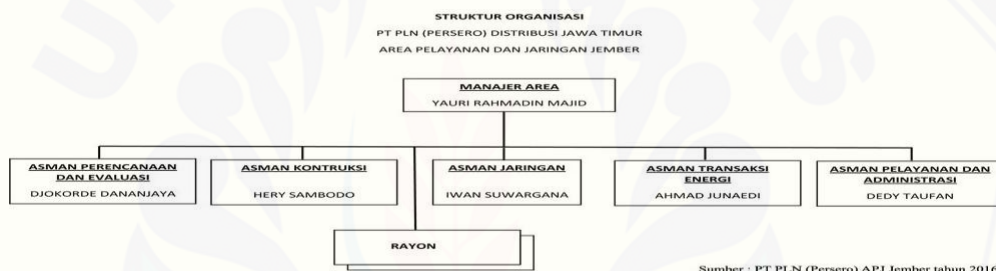 STRUKTUR ORGANISASI
PT PLN (PERSERO) DISTRIBUSI JAWA TIMUR
AREA PELAYANAN DAN JARINGAN JEMBER
MANAJER AREA
YAURI RAHMADIN MAJID
ASMAN PERENCANAAN
DAN EVALUASI
DJOKORDE DANANJAYA
ASMAN KONTRUKSI
HERY SAMBODO
ASMAN JARINGAN
IWAN SUWARGANA
ASMAN TRANSAKSI
ENERGI
AHMAD JUNAEDI
ASMAN PELAYANAN DAN
ADMINISTRASI
DEDY TAUFAN
RAYON
Sumber : PT PLN (Persero) APJ Jember tahun 2016